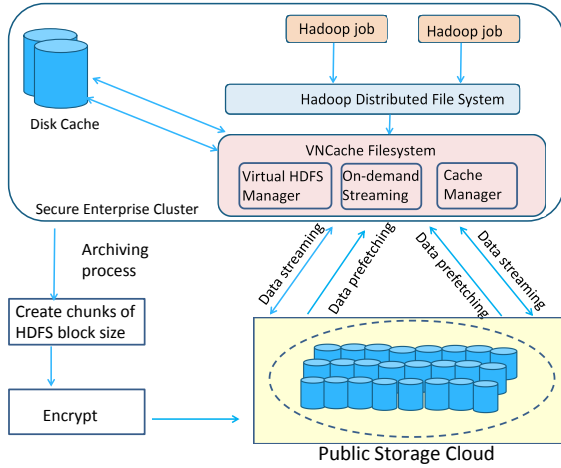 Hadoop job
Hadoop job
Hadoop Distributed File System
Disk Cache
VNCache Filesystem
Virtual HDFS
Manager
On-demand
Streaming
Cache
Manager
Secure Enterprise Cluster
Archiving
process
Data streaming
Data prefetching
Data prefetching
Data streaming
Create chunks of
HDFS block size
Encrypt
Public Storage Cloud